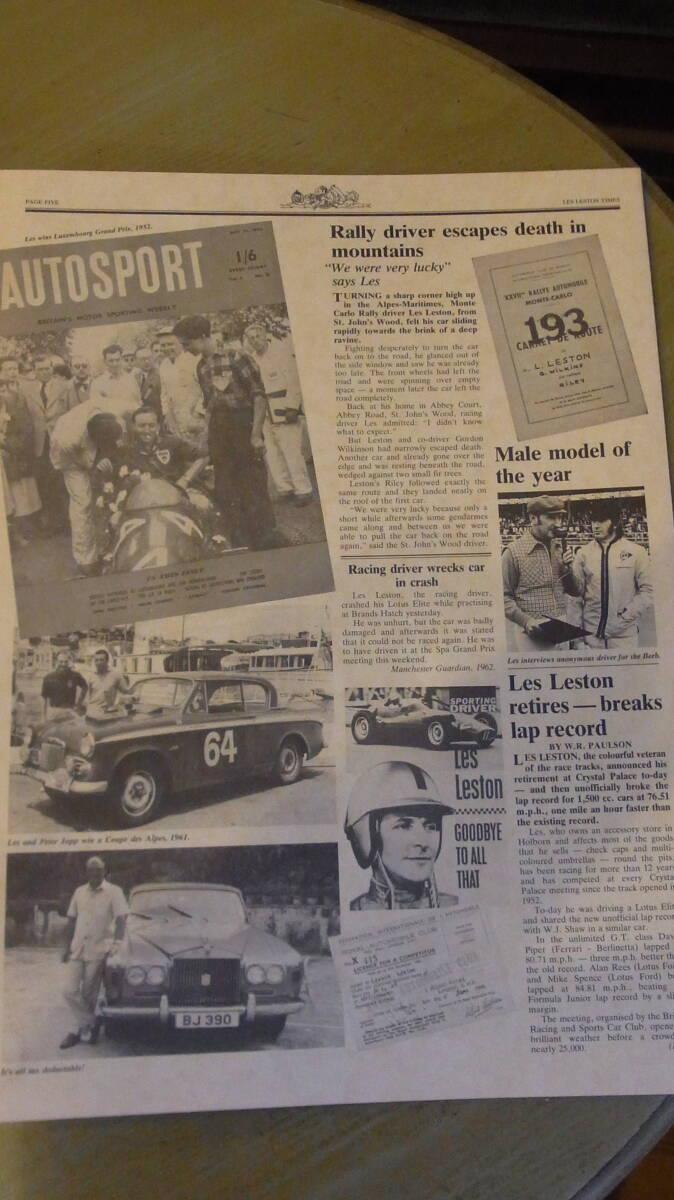 PAGE FIVE
LES LESTON TIMES
Les wins Luxembourg Grand Prix, 1952.
AUTOSPORT
1/6
EVERY FRIDAY
BRITAIN'S MOTOR SPORTING WEEKLY
IN THIS ISSUE
64
Les and Peter Jopp win a Coupe des Alpes, 1961.
BJ 390
It's all tax deductable!
Rally driver escapes death in
mountains
"We were very lucky"
says Les
TURNING a sharp corner high up
in the Alpes-Maritimes, Monte
Carlo Rally driver Les Leston, from
St. John's Wood, felt his car sliding
rapidly towards the brink of a deep
ravine.
Fighting desperately to turn the car
back on to the road, he glanced out of
the side window and saw he was already
too late. The front wheels had left the
road and were spinning over empty
space — a moment later the car left the
road completely.
Back at his home in Abbey Court,
Abbey Road, St. John's Wood, racing
driver Les admitted: "I didn't know
what to expect."
But Leston and co-driver Gordon
Wilkinson had narrowly escaped death.
Another car and already gone over the
edge and was resting beneath the road,
wedged against two small fir trees.
Leston's Riley followed exactly the
same route and they landed neatly on
the roof of the first car.
"We were very lucky because only a
short while afterwards some gendarmes
came along and between us we were
able to pull the car back on the road
again," said the St. John's Wood driver.
Racing driver wrecks car
in crash
Les Leston, the racing driver,
crashed his Lotus Elite while practising
at Brands Hatch yesterday.
He was unhurt, but the car was badly
damaged and afterwards it was stated
that it could not be raced again. He was
to have driven it at the Spa Grand Prix
meeting this weekend.
Manchester Guardian, 1962.
SPORTING
DRIVER
Les
Leston
GOODBYE
TO ALL
THAT
FEDERATION INTERNATIONALE DE L'AUTOMOBILE
X 415
LICENCE FOR A COMPETITOR
XXVIIe RALLYE AUTOMOBILE
MONTE-CARLO
193
CARNET DE ROUTE
L. LESTON
G. WILKINS
RILEY
Male model of
the year
Les interviews anonymous driver for the Beeb.
Les Leston
retires — breaks
lap record
BY W.R. PAULSON
LES LESTON, the colourful veteran
of the race tracks, announced his
retirement at Crystal Palace to-day
— and then unofficially broke the
lap record for 1,500 cc. cars at 76.51
m.p.h., one mile an hour faster than
the existing record.
Les, who owns an accessory store in
Holborn and affects most of the goods
that he sells — check caps and multi-
coloured umbrellas — round the pits,
has been racing for more than 12 year
and has competed at every Crysta
Palace meeting since the track opened i
1952.
To-day he was driving a Lotus Elit
and shared the new unofficial lap recor
with W.J. Shaw in a similar car.
In the unlimited G.T. class Dav
Piper (Ferrari - Berlinetta) lapped
80.71 m.p.h. — three m.p.h. better th
the old record. Alan Rees (Lotus Fo
and Mike Spence (Lotus Ford) b
lapped at 84.81 m.p.h., beating
Formula Junior lap record by a sli
margin.
The meeting, organised by the Bri
Racing and Sports Car Club, opene
brilliant weather before a crowd
nearly 25,000.